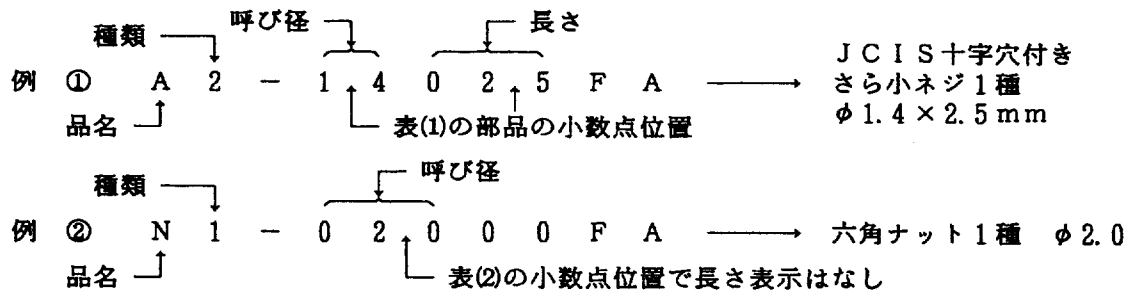 呼び径 長さ
種類
例 ① A 2 − 1 4 0 2 5 F A ⟶ JCIS十字穴付き
さら小ネジ1種
φ1.4×2.5mm
品名 表(1)の部品の小数点位置
呼び径
種類
例 ② N 1 − 0 2 0 0 0 F A ⟶ 六角ナット1種 φ2.0
品名 表(2)の小数点位置で長さ表示はなし